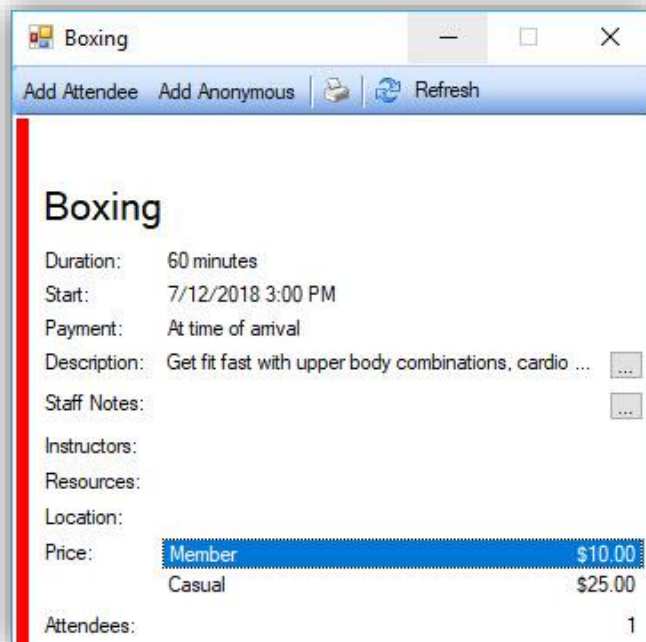 Boxing
Add Attendee Add Anonymous Refresh
Boxing
Duration: 60 minutes
Start: 7/12/2018 3:00 PM
Payment: At time of arrival
Description: Get fit fast with upper body combinations, cardio ... ...
Staff Notes: ...
Instructors:
Resources:
Location:
Price: Member $10.00
Casual $25.00
Attendees: 1